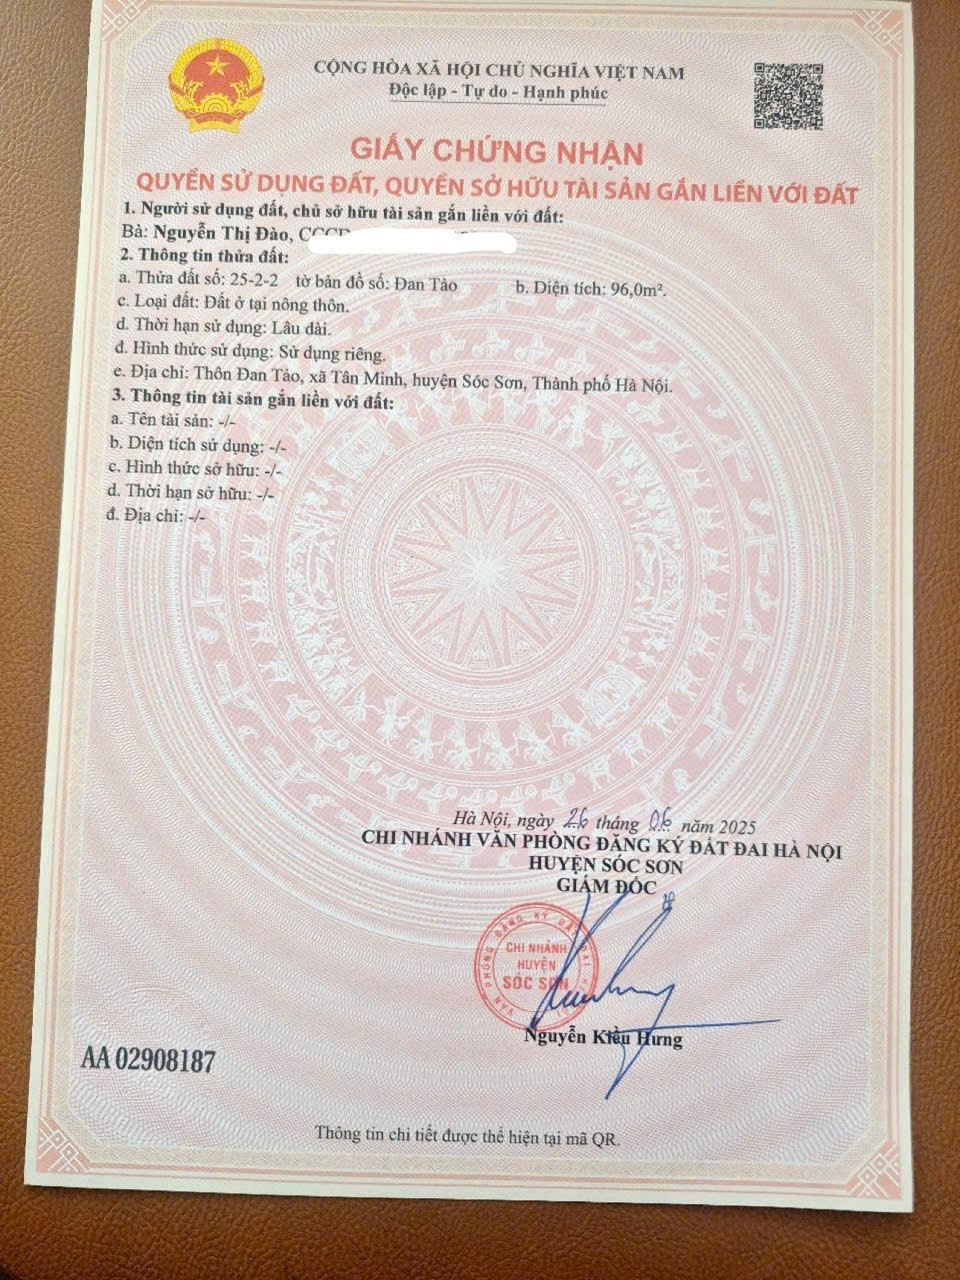 CỘNG HÒA XÃ HỘI CHỦ NGHĨA VIỆT NAM
Độc lập - Tự do - Hạnh phúc
GIẤY CHỨNG NHẬN
QUYỀN SỬ DỤNG ĐẤT, QUYỀN SỞ HỮU TÀI SẢN GẮN LIỀN VỚI ĐẤT
1. Người sử dụng đất, chủ sở hữu tài sản gắn liền với đất:
Bà: Nguyễn Thị Đào,
2. Thông tin thửa đất:
a. Thửa đất số: 25-2-2 tờ bản đồ số: Đan Tảo b. Diện tích: 96,0m².
c. Loại đất: Đất ở tại nông thôn.
d. Thời hạn sử dụng: Lâu dài.
đ. Hình thức sử dụng: Sử dụng riêng.
e. Địa chỉ: Thôn Đan Tảo, xã Tân Minh, huyện Sóc Sơn, Thành phố Hà Nội.
3. Thông tin tài sản gắn liền với đất:
a. Tên tài sản: -/-
b. Diện tích sử dụng: -/-
c. Hình thức sở hữu: -/-
d. Thời hạn sở hữu: -/-
đ. Địa chỉ: -/-
Hà Nội, ngày 26 tháng 06 năm 2025
CHI NHÁNH VĂN PHÒNG ĐĂNG KÝ ĐẤT ĐAI HÀ NỘI
HUYỆN SÓC SƠN
GIÁM ĐỐC
VĂN PHÒNG ĐĂNG KÝ ĐẤT
CHI NHÁNH
HUYỆN
SÓC SƠN
Nguyễn Kiều Hưng
AA 02908187
Thông tin chi tiết được thể hiện tại mã QR.